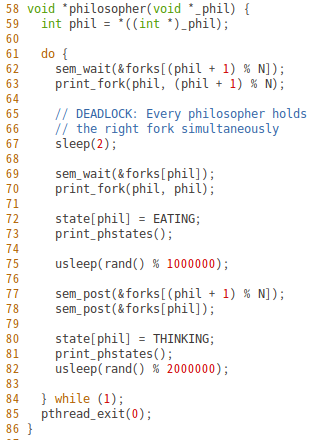 58 void *philosopher(void *_phil) {
59   int phil = *((int *)_phil);
60
61   do {
62     sem_wait(&forks[(phil + 1) % N]);
63     print_fork(phil, (phil + 1) % N);
64
65     // DEADLOCK: Every philosopher holds
66     // the right fork simultaneously
67     sleep(2);
68
69     sem_wait(&forks[phil]);
70     print_fork(phil, phil);
71
72     state[phil] = EATING;
73     print_phstates();
74
75     usleep(rand() % 1000000);
76
77     sem_post(&forks[(phil + 1) % N]);
78     sem_post(&forks[phil]);
79
80     state[phil] = THINKING;
81     print_phstates();
82     usleep(rand() % 2000000);
83
84   } while (1);
85   pthread_exit(0);
86 }